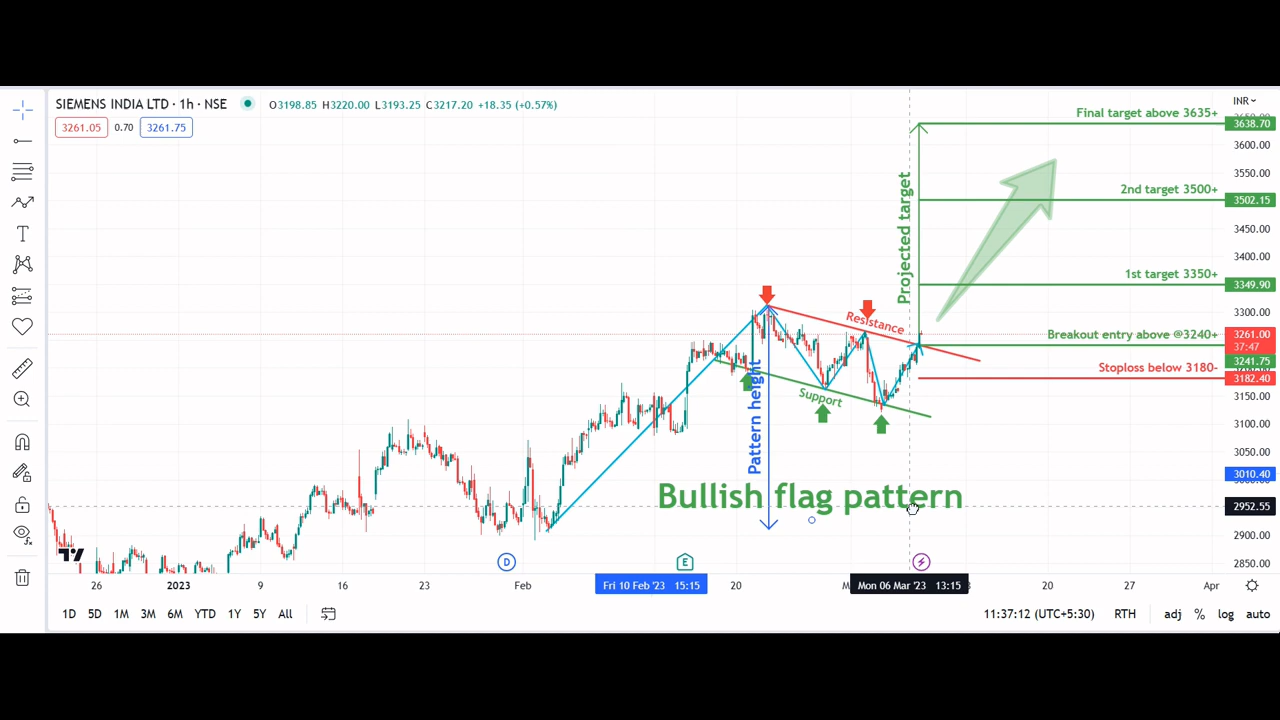 SIEMENS INDIA LTD · 1h · NSE
O3198.85 H3220.00 L3193.25 C3217.20 +18.35 (+0.57%)
INR
3261.05 0.70 3261.75
Final target above 3635+
3638.70
3600.00
3550.00
2nd target 3500+
3502.15
3450.00
3400.00
1st target 3350+
3349.90
3300.00
Projected target
Resistance
Breakout entry above @3240+
3261.00
37:47
3241.75
Stoploss below 3180-
3182.40
3150.00
Support
Pattern height
3100.00
3050.00
3010.40
Bullish flag pattern
2952.55
2900.00
2850.00
D
E
26 2023 9 16 23 Feb Fri 10 Feb '23 15:15 20 Mon 06 Mar '23 13:15 20 27 Apr
1D 5D 1M 3M 6M YTD 1Y 5Y All
11:37:12 (UTC+5:30) RTH adj % log auto